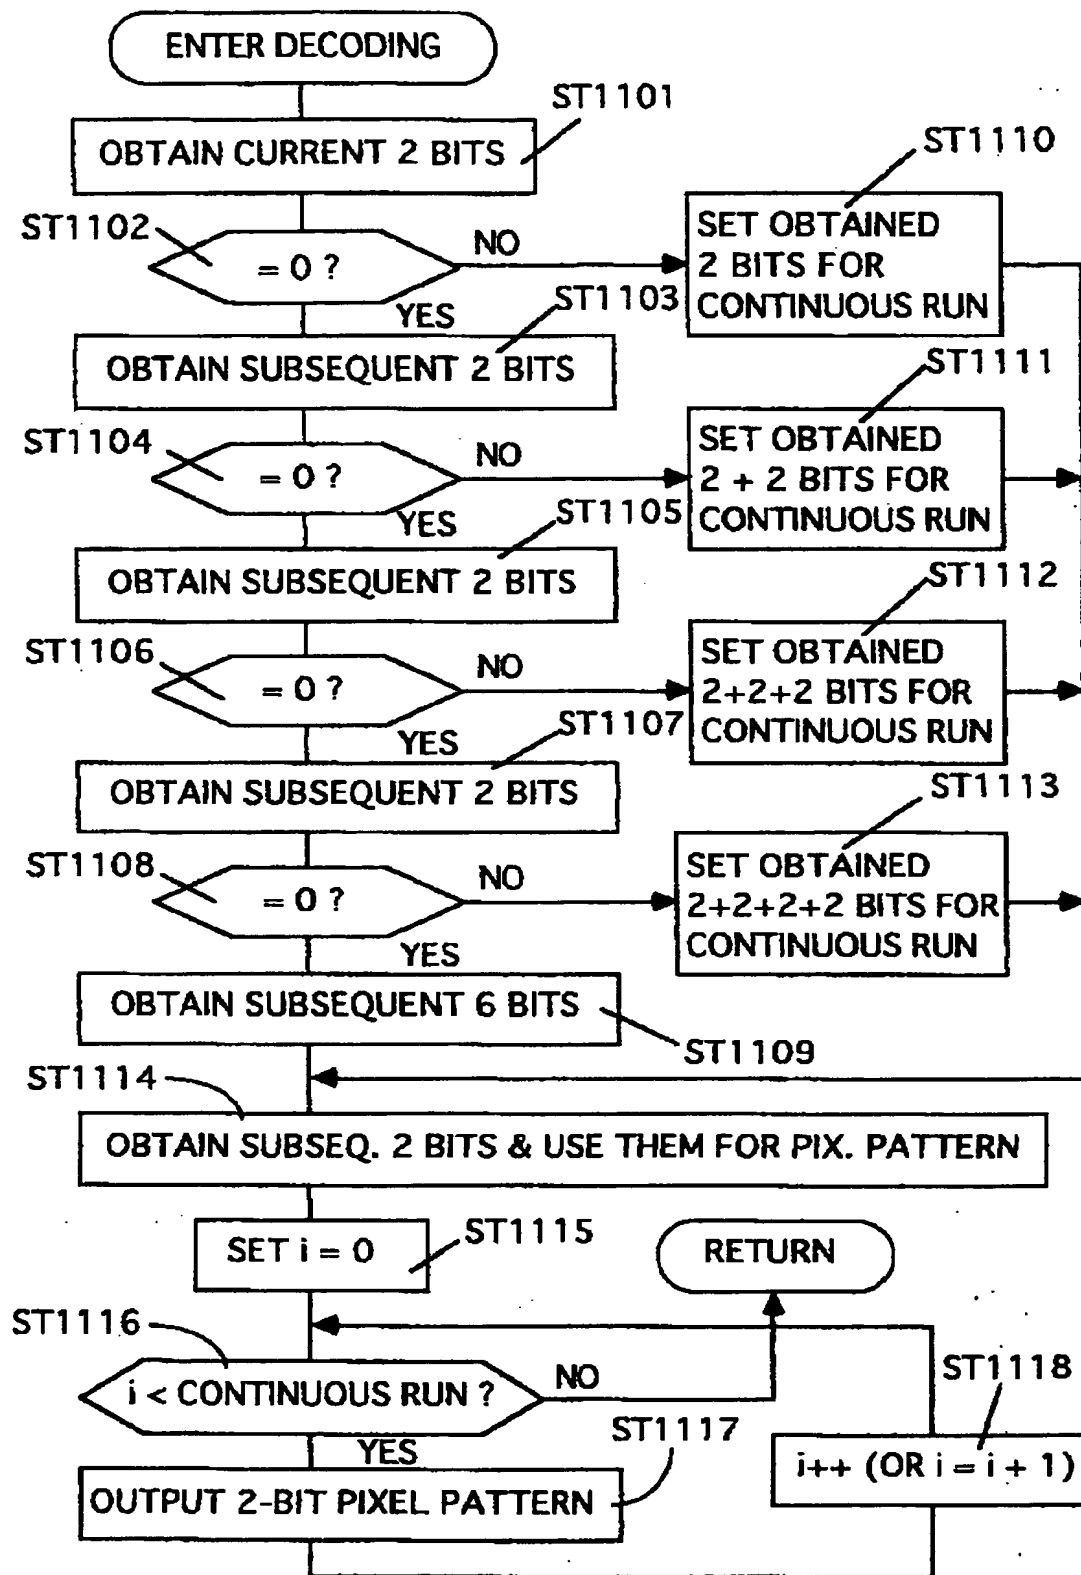 ENTER DECODING
ST1101
OBTAIN CURRENT 2 BITS
ST1110
ST1102
= 0 ?
NO
SET OBTAINED
2 BITS FOR
CONTINUOUS RUN
YES
ST1103
OBTAIN SUBSEQUENT 2 BITS
ST1111
ST1104
= 0 ?
NO
SET OBTAINED
2 + 2 BITS FOR
CONTINUOUS RUN
YES
ST1105
OBTAIN SUBSEQUENT 2 BITS
ST1112
ST1106
= 0 ?
NO
SET OBTAINED
2+2+2 BITS FOR
CONTINUOUS RUN
YES
ST1107
OBTAIN SUBSEQUENT 2 BITS
ST1113
ST1108
= 0 ?
NO
SET OBTAINED
2+2+2+2 BITS FOR
CONTINUOUS RUN
YES
OBTAIN SUBSEQUENT 6 BITS
ST1109
ST1114
OBTAIN SUBSEQ. 2 BITS & USE THEM FOR PIX. PATTERN
SET i = 0
ST1115
RETURN
ST1116
i < CONTINUOUS RUN ?
NO
ST1118
YES
ST1117
i++ (OR i = i + 1)
OUTPUT 2-BIT PIXEL PATTERN